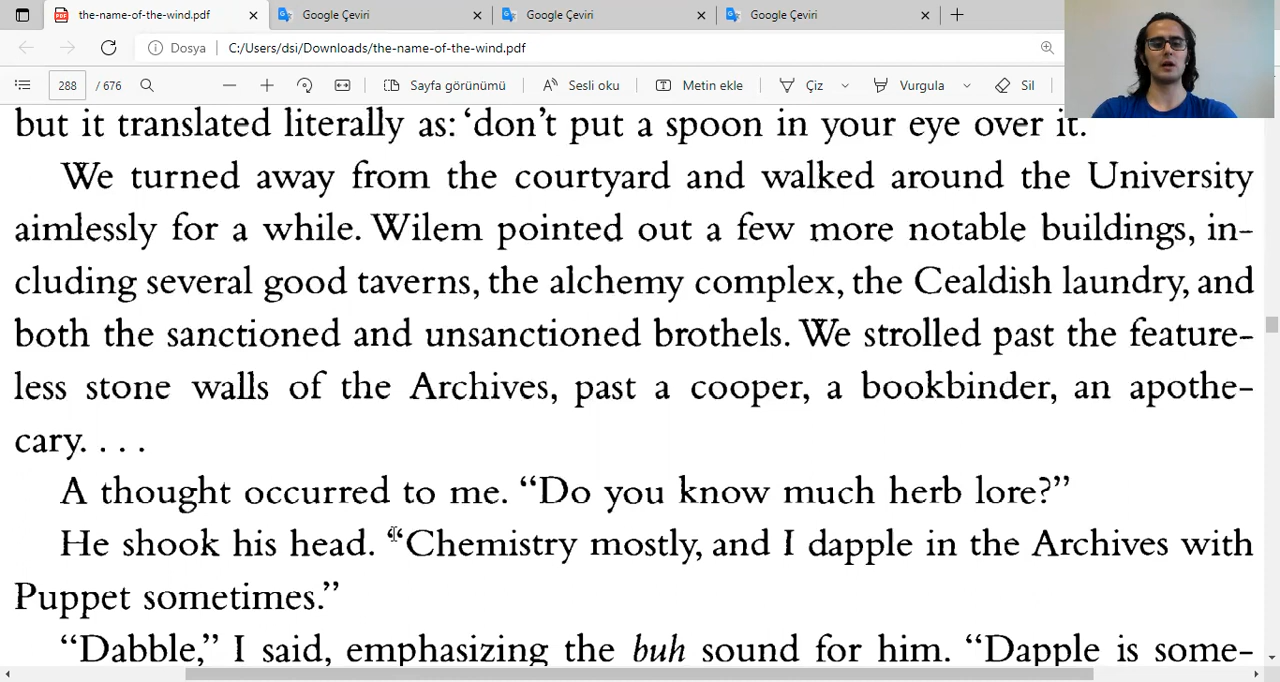 the-name-of-the-wind.pdf
Google Çeviri
Google Çeviri
Google Çeviri
Dosya
C:/Users/dsi/Downloads/the-name-of-the-wind.pdf
288 / 676
Sayfa görünümü
Sesli oku
Metin ekle
Çiz
Vurgula
Sil
but it translated literally as: ‘don’t put a spoon in your eye over it.
We turned away from the courtyard and walked around the University
aimlessly for a while. Wilem pointed out a few more notable buildings, in-
cluding several good taverns, the alchemy complex, the Cealdish laundry, and
both the sanctioned and unsanctioned brothels. We strolled past the feature-
less stone walls of the Archives, past a cooper, a bookbinder, an apothe-
cary. . . .
A thought occurred to me. “Do you know much herb lore?”
He shook his head. “Chemistry mostly, and I dapple in the Archives with
Puppet sometimes.”
“Dabble,” I said, emphasizing the buh sound for him. “Dapple is some-